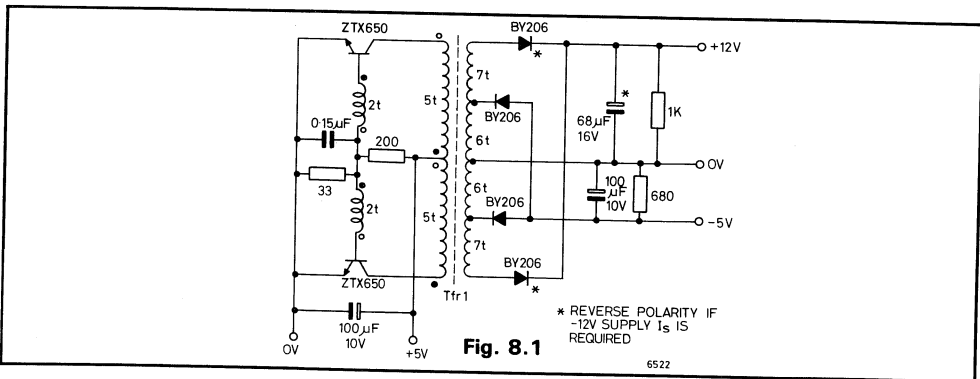 ZTX650
BY206
*
+12V
7t
2t
5t
BY206
*
68µF
16V
1K
0·15µF
6t
200
0V
33
6t
100
µF
10V
680
2t
5t
BY206
-5V
7t
BY206
*
ZTX650
Tfr1
100µF
10V
0V
+5V
Fig. 8.1
* REVERSE POLARITY IF
-12V SUPPLY Is IS
REQUIRED
6522